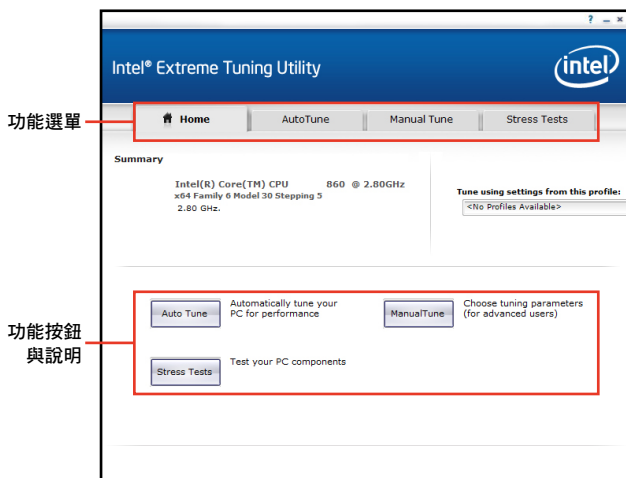 ? – ×
Intel® Extreme Tuning Utility
intel
功能選單
Home AutoTune Manual Tune Stress Tests
Summary
Intel(R) Core(TM) CPU 860 @ 2.80GHz
x64 Family 6 Model 30 Stepping 5
2.80 GHz.
Tune using settings from this profile:
<No Profiles Available>
功能按鈕
與說明
Auto Tune
Automatically tune your
PC for performance
ManualTune
Choose tuning parameters
(for advanced users)
Stress Tests
Test your PC components